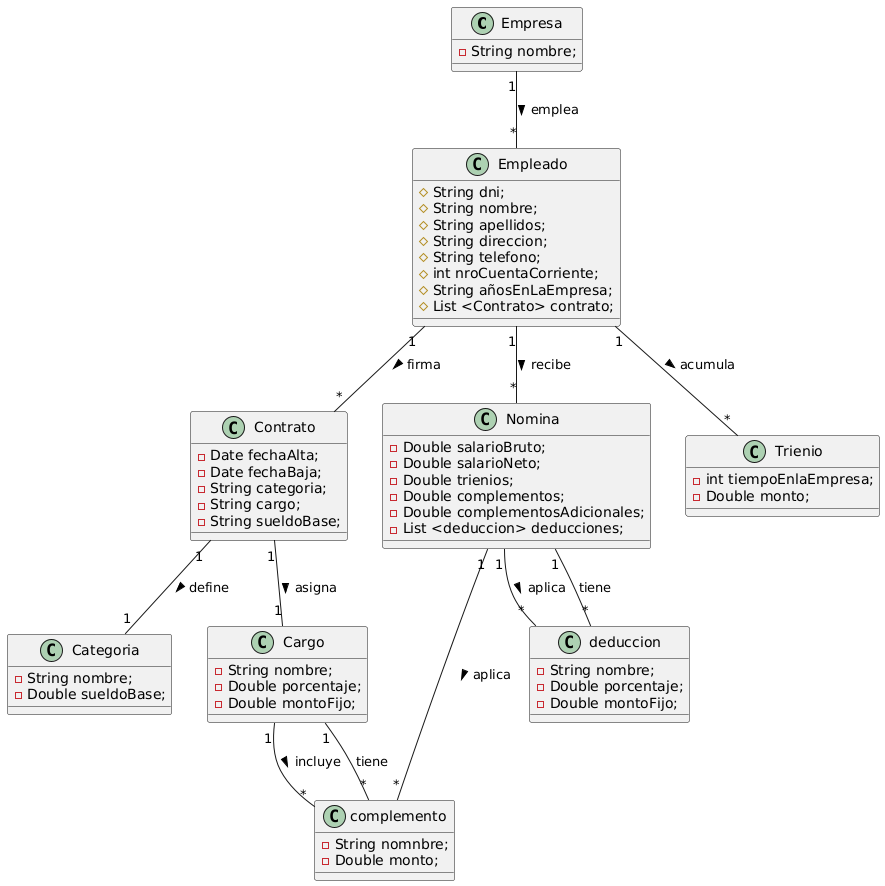 C Empresa
String nombre;
1
emplea
*
C Empleado
String dni;
String nombre;
String apellidos;
String direccion;
String telefono;
int nroCuentaCorriente;
String añosEnLaEmpresa;
List <Contrato> contrato;
1 1 1
firma recibe acumula
* * *
C Contrato
Date fechaAlta;
Date fechaBaja;
String categoria;
String cargo;
String sueldoBase;
C Nomina
Double salarioBruto;
Double salarioNeto;
Double trienios;
Double complementos;
Double complementosAdicionales;
List <deduccion> deducciones;
C Trienio
int tiempoEnlaEmpresa;
Double monto;
1 1 1 1 1
define asigna aplica tiene
1 1 * *
C Categoria
String nombre;
Double sueldoBase;
C Cargo
String nombre;
Double porcentaje;
Double montoFijo;
aplica
C deduccion
String nombre;
Double porcentaje;
Double montoFijo;
1 1
incluye tiene
* * *
C complemento
String nomnbre;
Double monto;